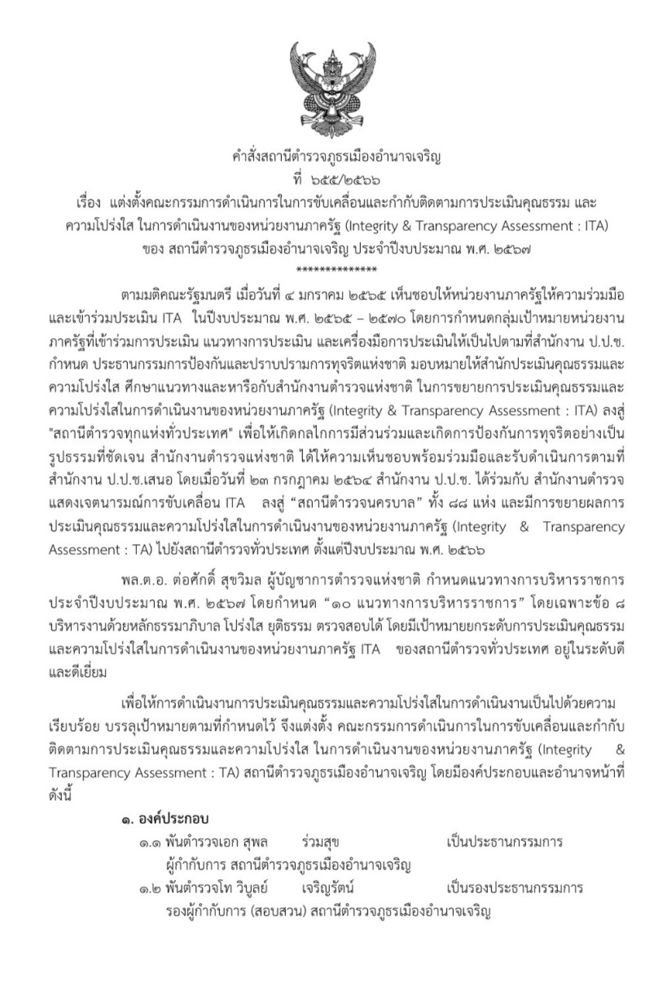 คำสั่งสถานีตำรวจภูธรเมืองอำนาจเจริญ
ที่ ๖๕๕/๒๕๖๖
เรื่อง แต่งตั้งคณะกรรมการดำเนินการในการขับเคลื่อนและกำกับติดตามการประเมินคุณธรรม และ
ความโปร่งใส ในการดำเนินงานของหน่วยงานภาครัฐ (Integrity & Transparency Assessment : ITA)
ของ สถานีตำรวจภูธรเมืองอำนาจเจริญ ประจำปีงบประมาณ พ.ศ. ๒๕๖๗
**************
ตามมติคณะรัฐมนตรี เมื่อวันที่ ๔ มกราคม ๒๕๖๕ เห็นชอบให้หน่วยงานภาครัฐให้ความร่วมมือ
และเข้าร่วมประเมิน ITA ในปีงบประมาณ พ.ศ. ๒๕๖๕ – ๒๕๗๐ โดยการกำหนดกลุ่มเป้าหมายหน่วยงาน
ภาครัฐที่เข้าร่วมการประเมิน แนวทางการประเมิน และเครื่องมือการประเมินให้เป็นไปตามที่สำนักงาน ป.ป.ช.
กำหนด ประธานกรรมการป้องกันและปราบปรามการทุจริตแห่งชาติ มอบหมายให้สำนักประเมินคุณธรรมและ
ความโปร่งใส ศึกษาแนวทางและหารือกับสำนักงานตำรวจแห่งชาติ ในการขยายการประเมินคุณธรรมและ
ความโปร่งใสในการดำเนินงานของหน่วยงานภาครัฐ (Integrity & Transparency Assessment : ITA) ลงสู่
"สถานีตำรวจทุกแห่งทั่วประเทศ" เพื่อให้เกิดกลไกการมีส่วนร่วมและเกิดการป้องกันการทุจริตอย่างเป็น
รูปธรรมที่ชัดเจน สำนักงานตำรวจแห่งชาติ ได้ให้ความเห็นชอบพร้อมร่วมมือและรับดำเนินการตามที่
สำนักงาน ป.ป.ช.เสนอ โดยเมื่อวันที่ ๒๓ กรกฎาคม ๒๕๖๔ สำนักงาน ป.ป.ช. ได้ร่วมกับ สำนักงานตำรวจ
แสดงเจตนารมณ์การขับเคลื่อน ITA ลงสู่ “สถานีตำรวจนครบาล” ทั้ง ๘๘ แห่ง และมีการขยายผลการ
ประเมินคุณธรรมและความโปร่งใสในการดำเนินงานของหน่วยงานภาครัฐ (Integrity & Transparency
Assessment : TA) ไปยังสถานีตำรวจทั่วประเทศ ตั้งแต่ปีงบประมาณ พ.ศ. ๒๕๖๖
พล.ต.อ. ต่อศักดิ์ สุขวิมล ผู้บัญชาการตำรวจแห่งชาติ กำหนดแนวทางการบริหารราชการ
ประจำปีงบประมาณ พ.ศ. ๒๕๖๗ โดยกำหนด “๑๐ แนวทางการบริหารราชการ” โดยเฉพาะข้อ ๘
บริหารงานด้วยหลักธรรมาภิบาล โปร่งใส ยุติธรรม ตรวจสอบได้ โดยมีเป้าหมายยกระดับการประเมินคุณธรรม
และความโปร่งใสในการดำเนินงานของหน่วยงานภาครัฐ ITA ของสถานีตำรวจทั่วประเทศ อยู่ในระดับดี
และดีเยี่ยม
เพื่อให้การดำเนินงานการประเมินคุณธรรมและความโปร่งใสในการดำเนินงานเป็นไปด้วยความ
เรียบร้อย บรรลุเป้าหมายตามที่กำหนดไว้ จึงแต่งตั้ง คณะกรรมการดำเนินการในการขับเคลื่อนและกำกับ
ติดตามการประเมินคุณธรรมและความโปร่งใส ในการดำเนินงานของหน่วยงานภาครัฐ (Integrity &
Transparency Assessment : TA) สถานีตำรวจภูธรเมืองอำนาจเจริญ โดยมีองค์ประกอบและอำนาจหน้าที่
ดังนี้
๑. องค์ประกอบ
๑.๑ พันตำรวจเอก สุพล ร่วมสุข เป็นประธานกรรมการ
ผู้กำกับการ สถานีตำรวจภูธรเมืองอำนาจเจริญ
๑.๒ พันตำรวจโท วิบูลย์ เจริญรัตน์ เป็นรองประธานกรรมการ
รองผู้กำกับการ (สอบสวน) สถานีตำรวจภูธรเมืองอำนาจเจริญ